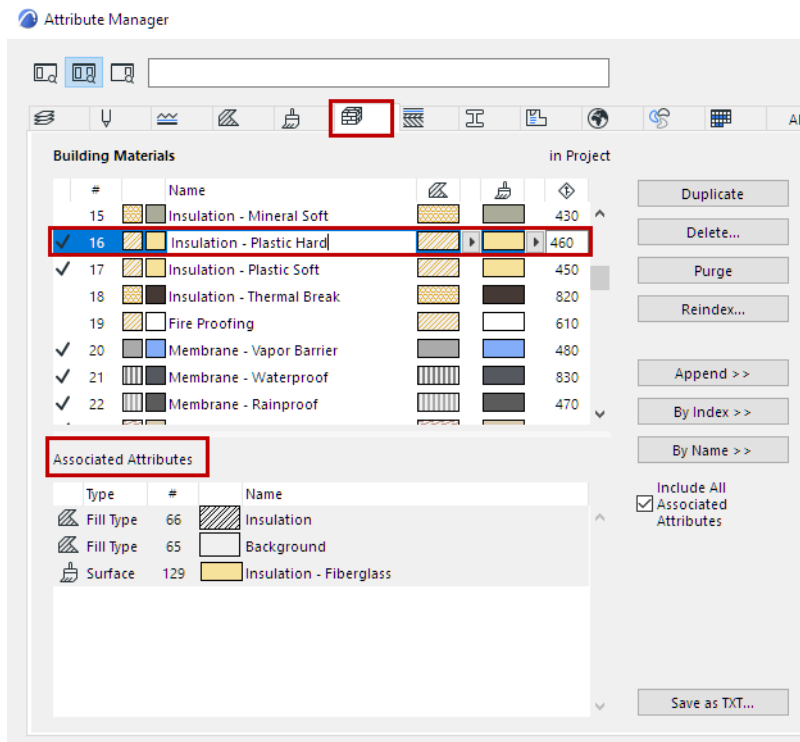 Attribute Manager
Al
Building Materials in Project
# Name
15 Insulation - Mineral Soft 430
16 Insulation - Plastic Hard 460
17 Insulation - Plastic Soft 450
18 Insulation - Thermal Break 820
19 Fire Proofing 610
20 Membrane - Vapor Barrier 480
21 Membrane - Waterproof 830
22 Membrane - Rainproof 470
Duplicate
Delete...
Purge
Reindex...
Append >>
By Index >>
By Name >>
Include All
Associated
Attributes
Associated Attributes
Type # Name
Fill Type 66 Insulation
Fill Type 65 Background
Surface 129 Insulation - Fiberglass
Save as TXT...